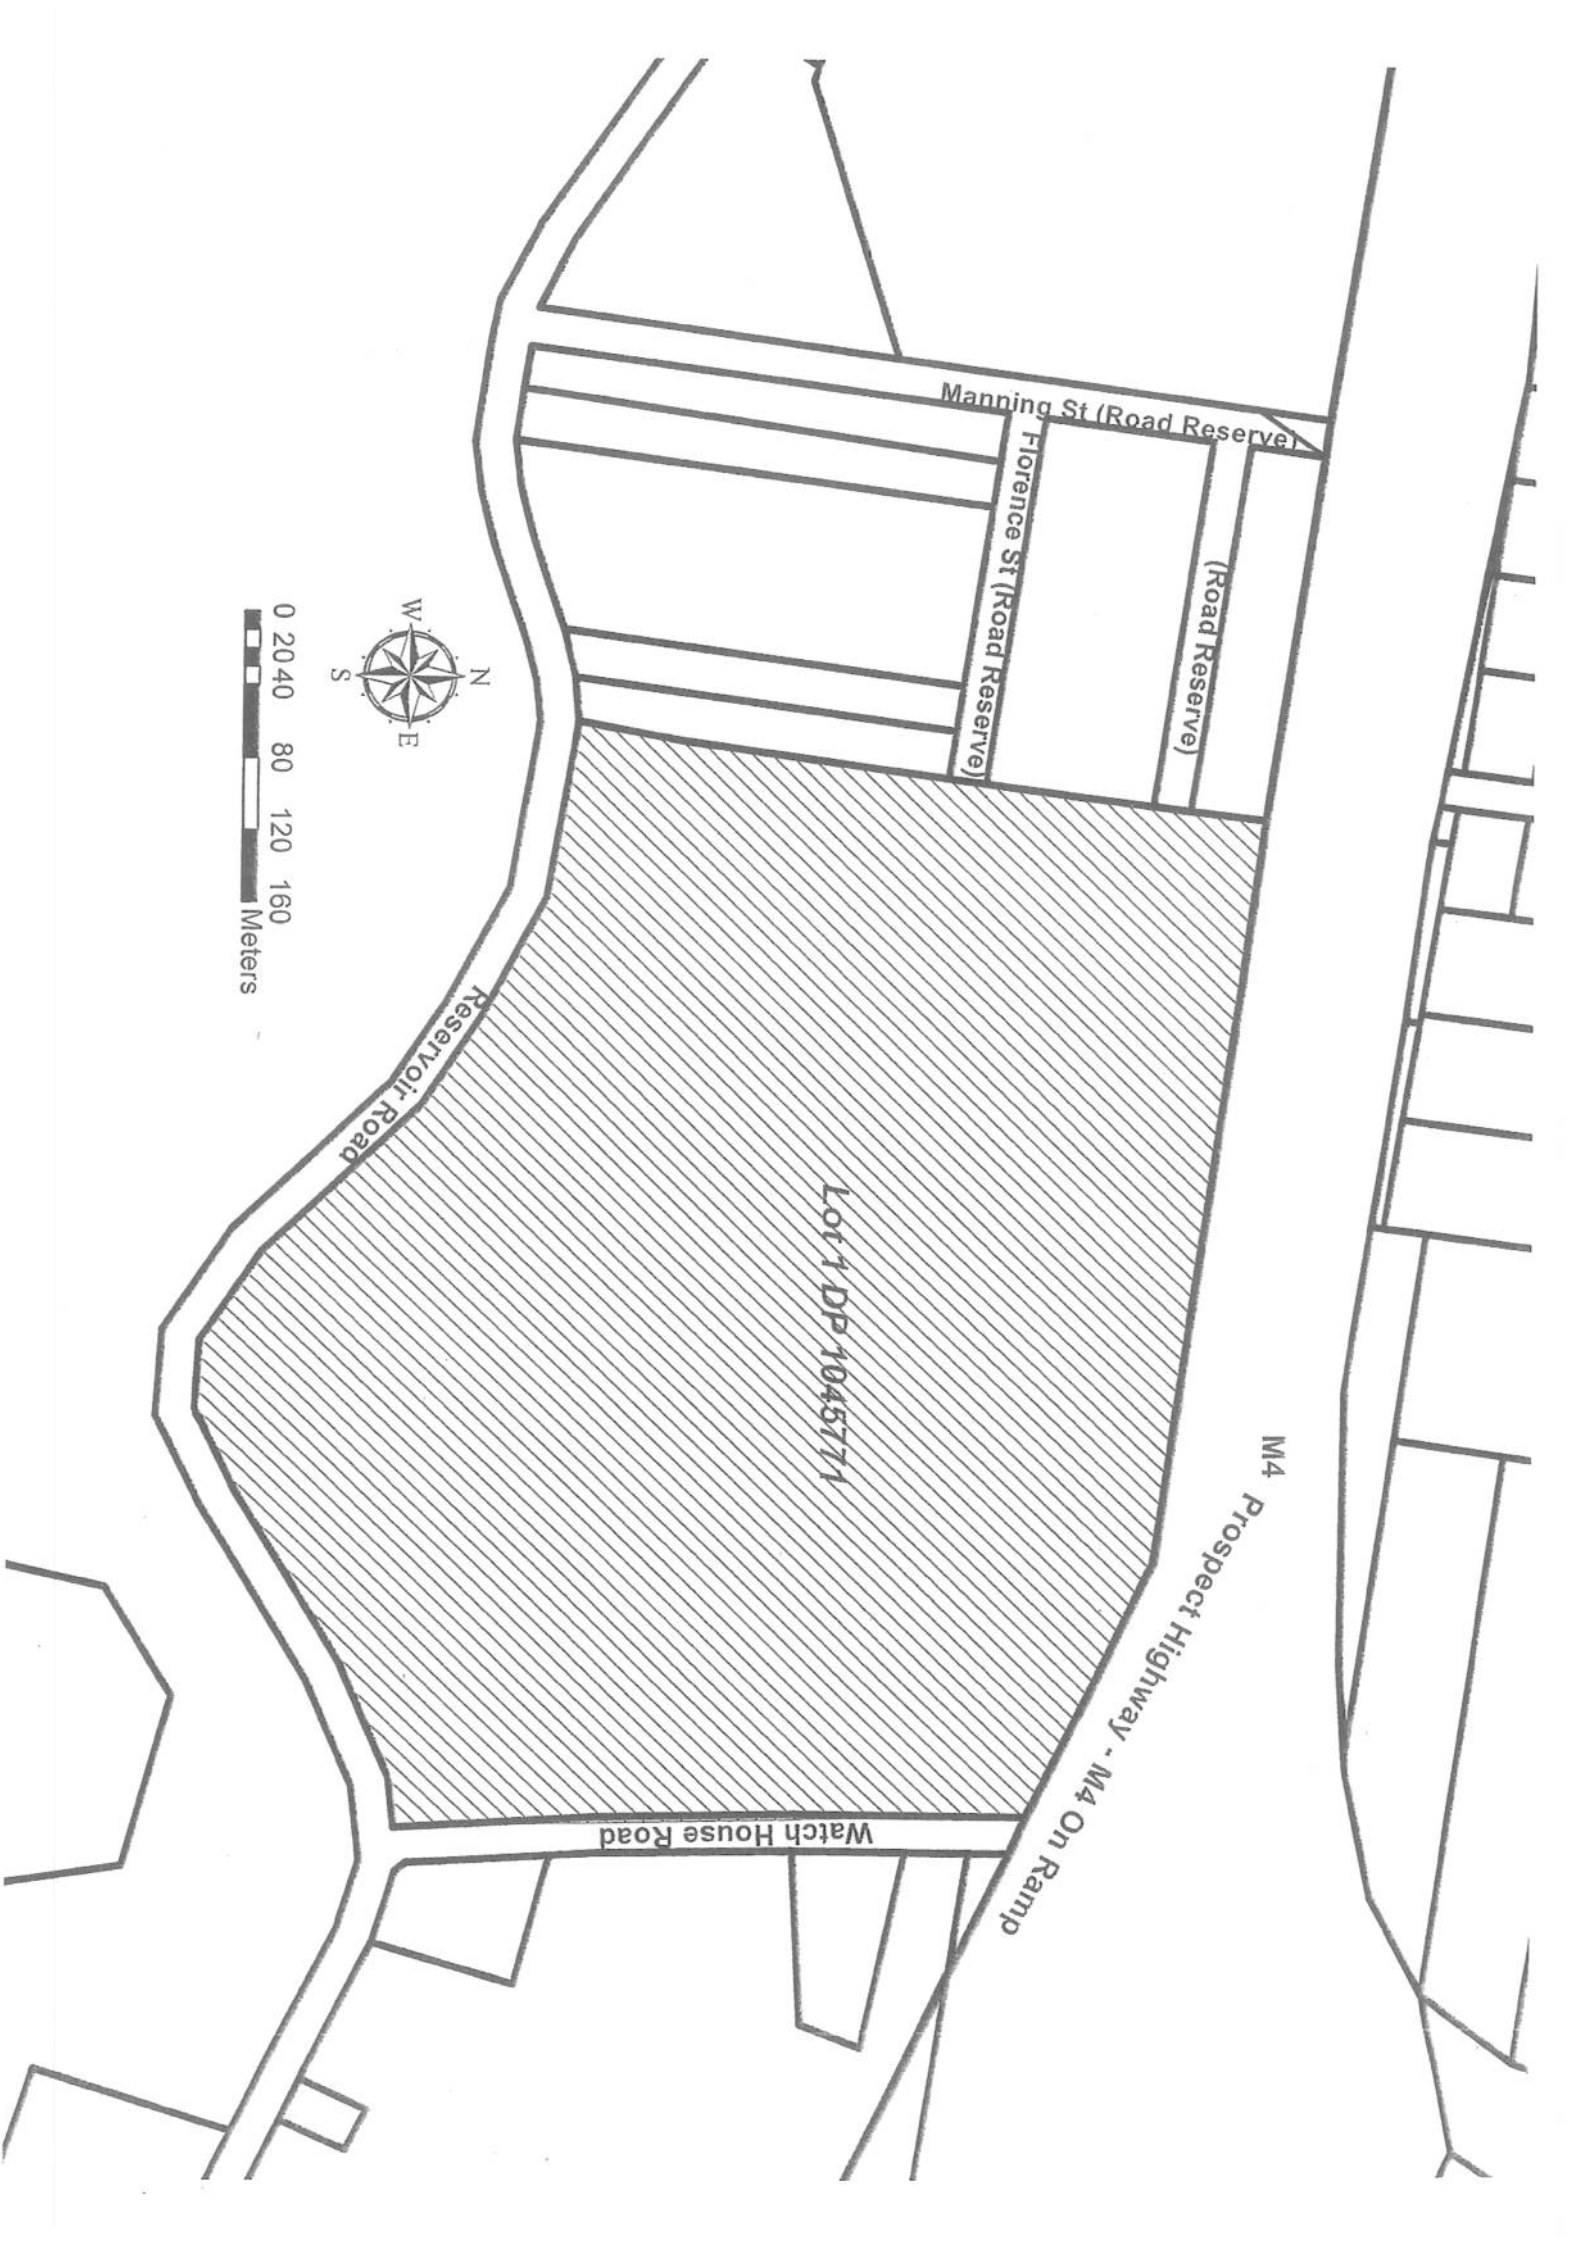 Manning St (Road Reserve)
Florence St (Road Reserve)
(Road Reserve)
M4
Prospect Highway - M4 On Ramp
Lot 1 DP 1045771
Reservoir Road
Watch House Road
N
W
E
S
0 20 40 80 120 160
Meters